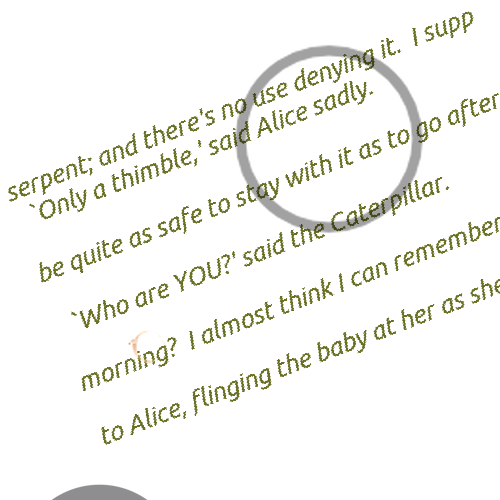 serpent; and there's no use denying it.  I supp
`Only a thimble,' said Alice sadly.
be quite as safe to stay with it as to go after
`Who are YOU?' said the Caterpillar.
morning?  I almost think I can remember
to Alice, flinging the baby at her as she